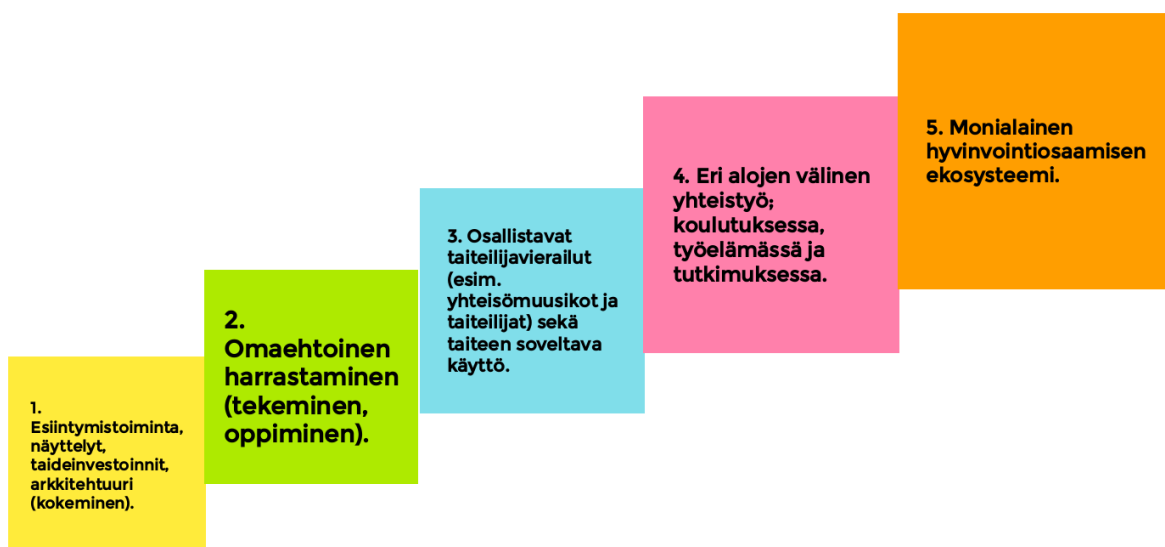 1.
Esiintymistoiminta,
näyttelyt,
taideinvestoinnit,
arkkitehtuuri
(kokeminen).
2.
Omaehtoinen
harrastaminen
(tekeminen,
oppiminen).
3. Osallistavat
taiteilijavierailut
(esim.
yhteisömuusikot ja
taiteilijat) sekä
taiteen soveltava
käyttö.
4. Eri alojen välinen
yhteistyö;
koulutuksessa,
työelämässä ja
tutkimuksessa.
5. Monialainen
hyvinvointiosaamisen
ekosysteemi.